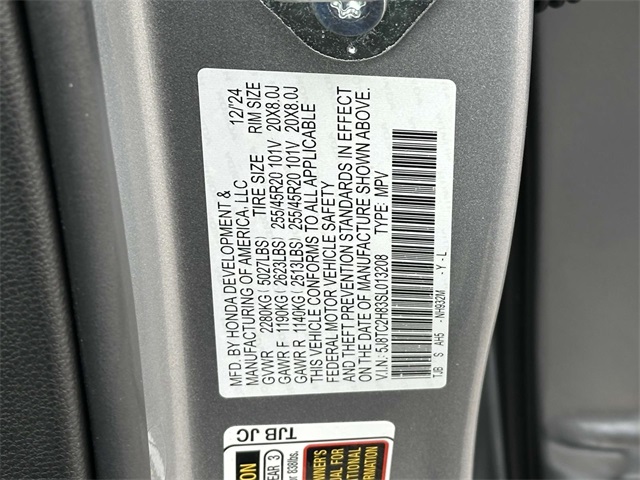 MFD. BY HONDA DEVELOPMENT &
MANUFACTURING OF AMERICA, LLC 12/'24
TIRE SIZE RIM SIZE
GVWR 2280KG (5027LBS)
GAWR F 1190KG (2623LBS) 255/45R20 101V 20X8.0J
GAWR R 1140KG (2513LBS) 255/45R20 101V 20X8.0J
THIS VEHICLE CONFORMS TO ALL APPLICABLE
FEDERAL MOTOR VEHICLE SAFETY
AND THEFT PREVENTION STANDARDS IN EFFECT
ON THE DATE OF MANUFACTURE SHOWN ABOVE.
V.I.N: 5J8TC2H83SL013208 TYPE: MPV
TJB S AH5 - NH932M - Y - L
TJB JC